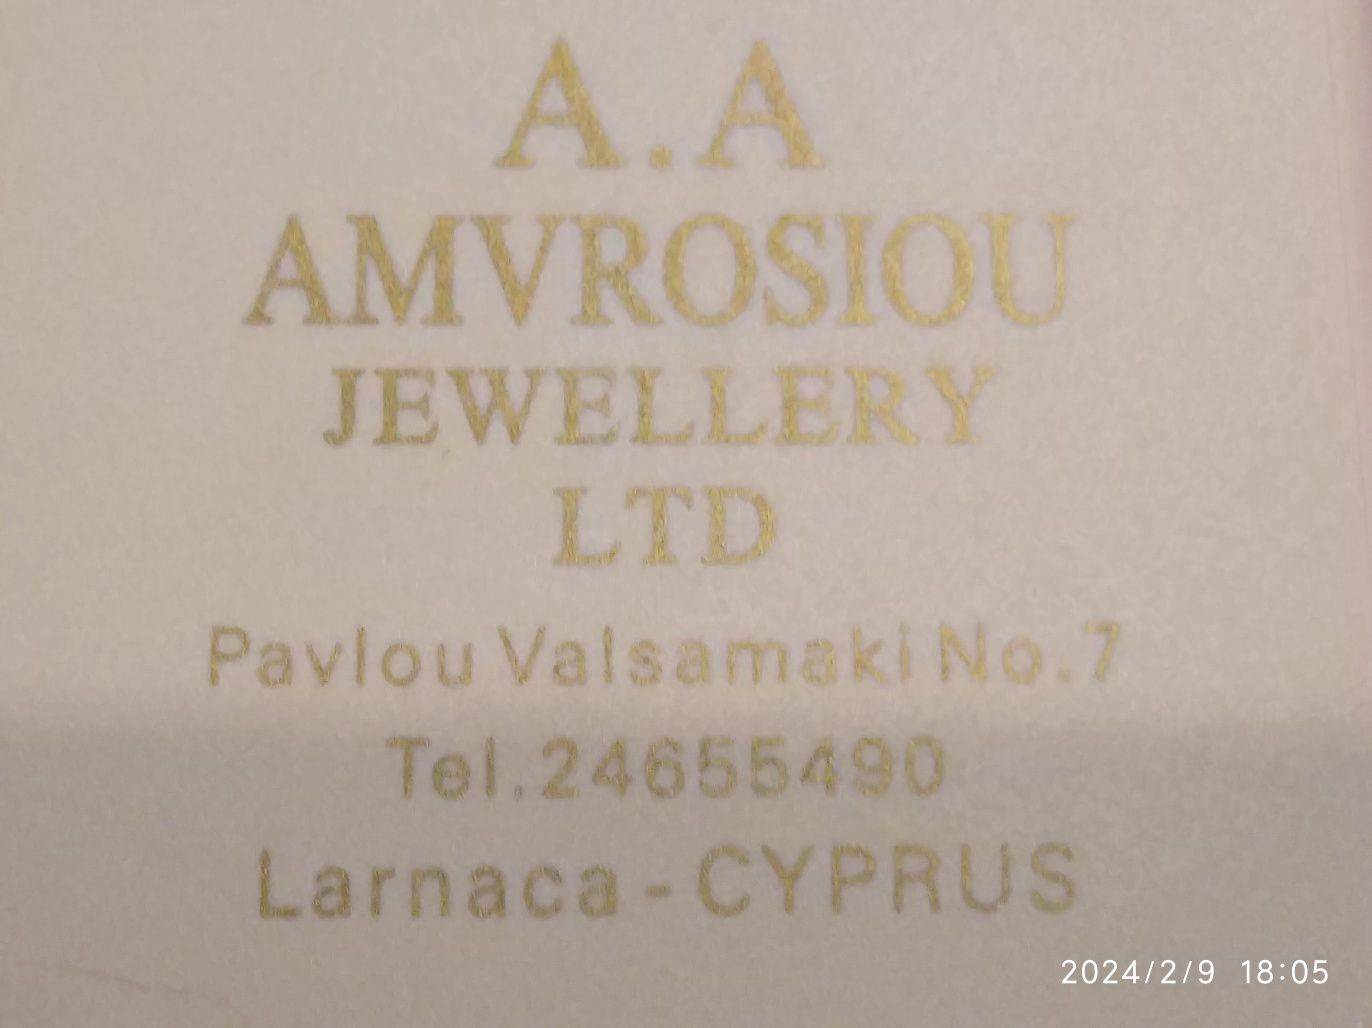 A.A
AMVROSIOU
JEWELLERY
LTD
Pavlou Valsamaki No.7
Tel.24655490
Larnaca-CYPRUS
2024/2/9 18:05